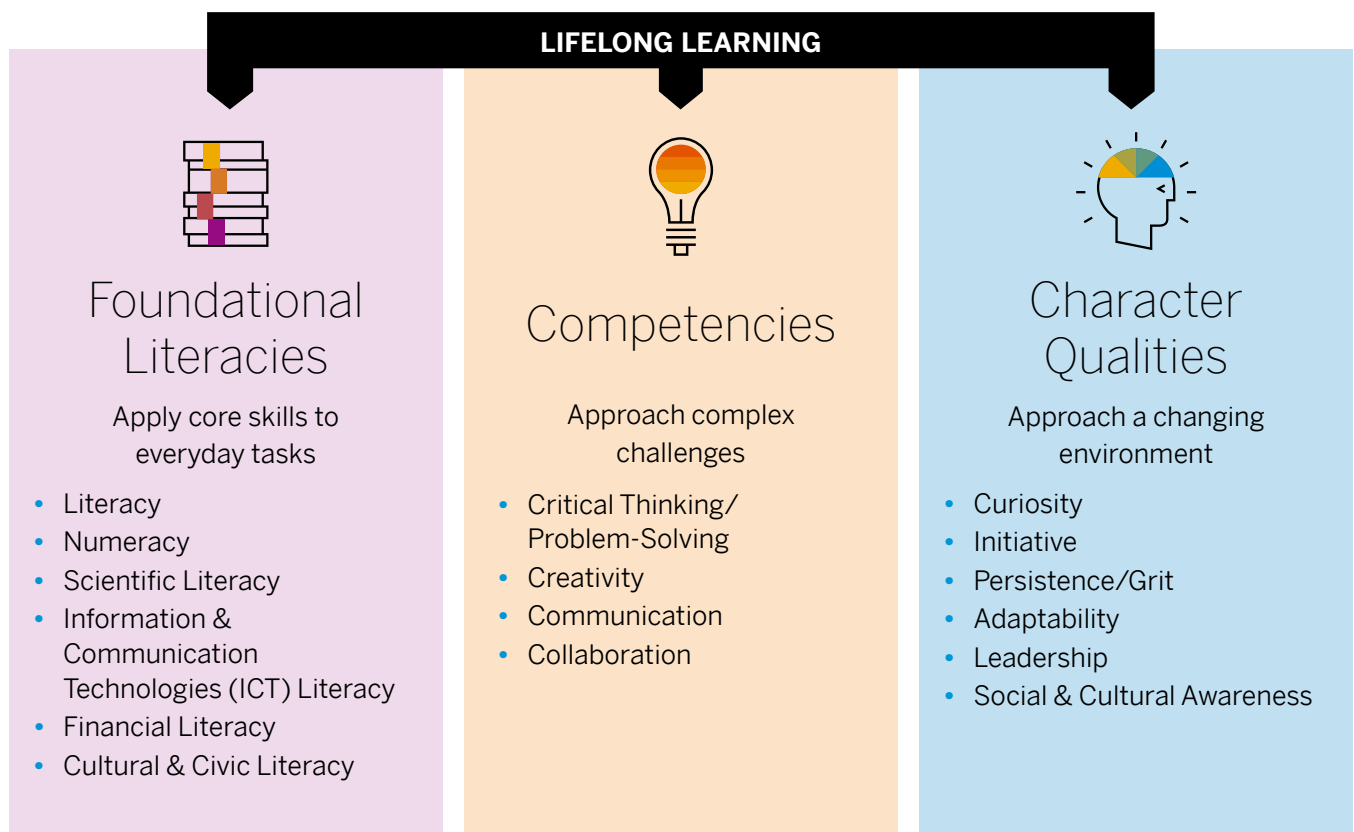 LIFELONG LEARNING
Foundational
Literacies
Apply core skills to
everyday tasks
• Literacy
• Numeracy
• Scientific Literacy
• Information &
Communication
Technologies (ICT) Literacy
• Financial Literacy
• Cultural & Civic Literacy
Competencies
Approach complex
challenges
• Critical Thinking/
Problem-Solving
• Creativity
• Communication
• Collaboration
Character
Qualities
Approach a changing
environment
• Curiosity
• Initiative
• Persistence/Grit
• Adaptability
• Leadership
• Social & Cultural Awareness